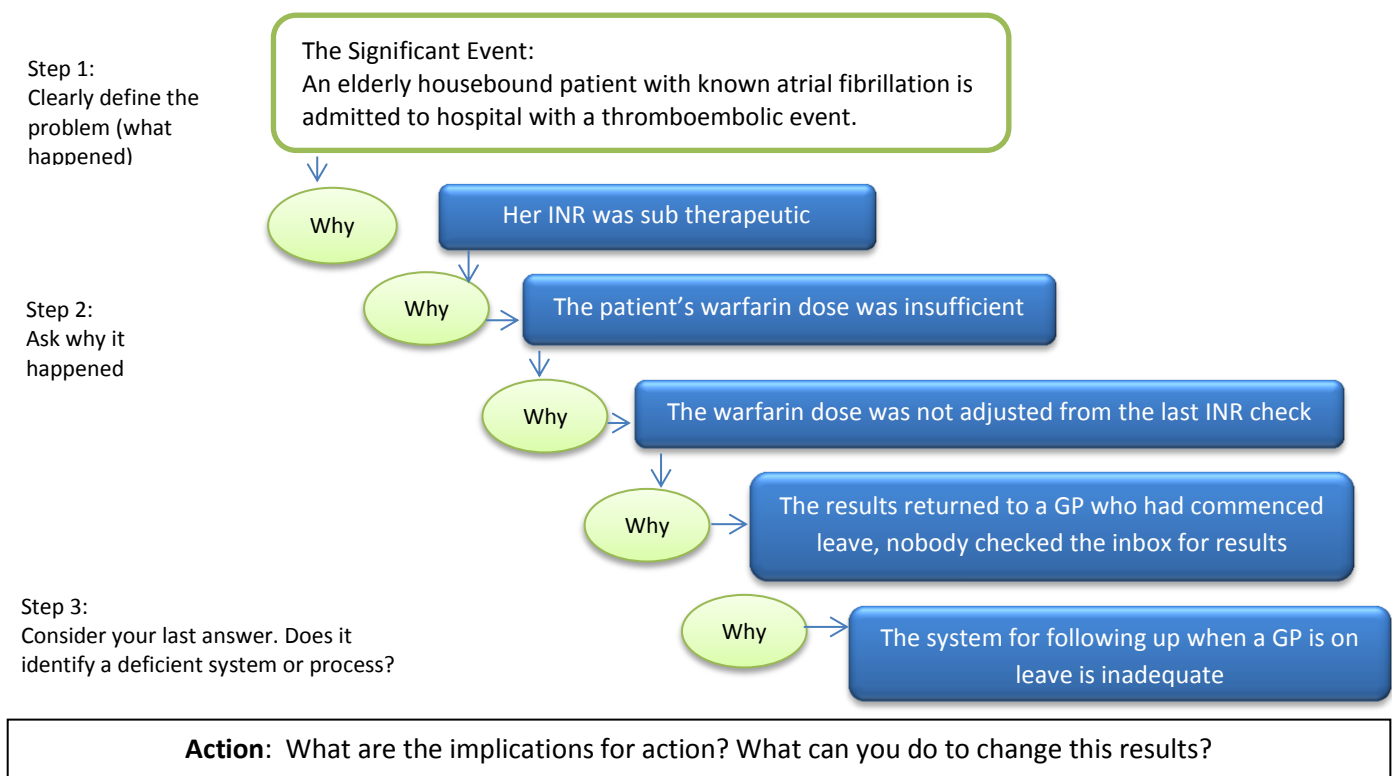 The Significant Event:
An elderly housebound patient with known atrial fibrillation is
admitted to hospital with a thromboembolic event.
Step 1:
Clearly define the
problem (what
happened)
Why
Her INR was sub therapeutic
Step 2:
Ask why it
happened
Why
The patient’s warfarin dose was insufficient
Why
The warfarin dose was not adjusted from the last INR check
Why
The results returned to a GP who had commenced
leave, nobody checked the inbox for results
Step 3:
Consider your last answer. Does it
identify a deficient system or process?
Why
The system for following up when a GP is on
leave is inadequate
Action: What are the implications for action? What can you do to change this results?